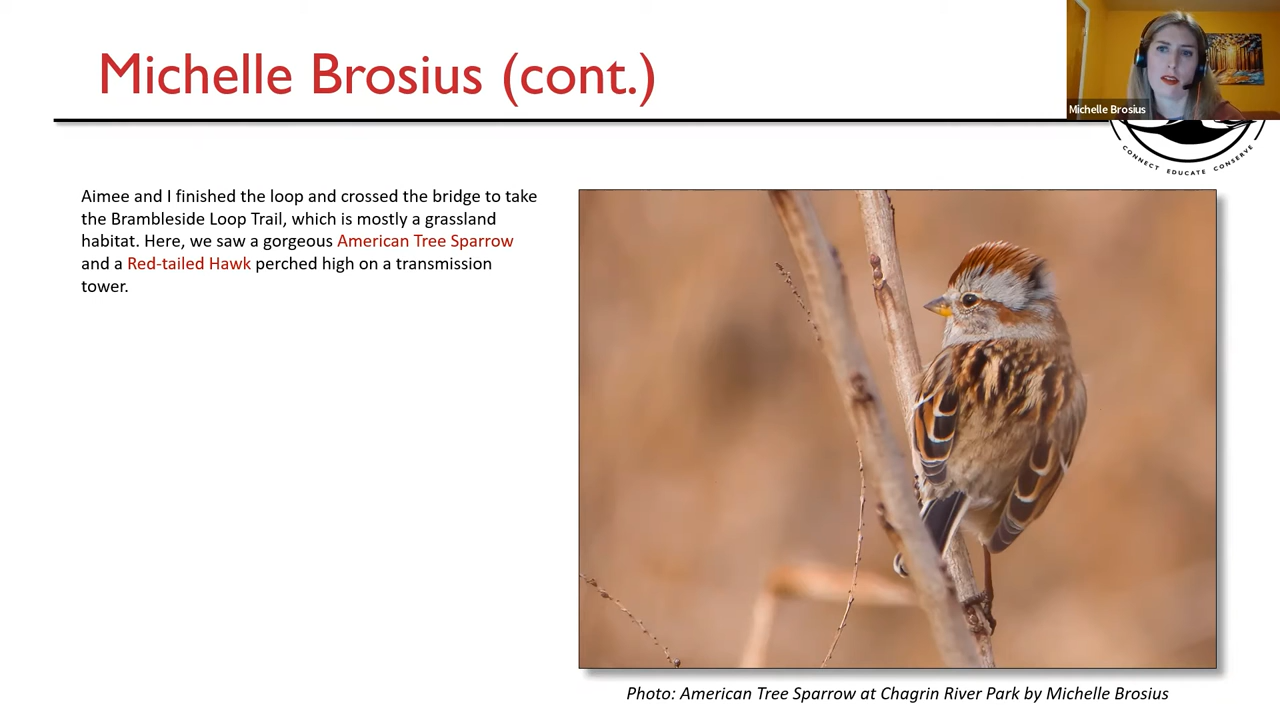 Michelle Brosius (cont.)
Michelle Brosius
CONNECT EDUCATE CONSERVE
Aimee and I finished the loop and crossed the bridge to take
the Brambleside Loop Trail, which is mostly a grassland
habitat. Here, we saw a gorgeous American Tree Sparrow
and a Red-tailed Hawk perched high on a transmission
tower.
Photo: American Tree Sparrow at Chagrin River Park by Michelle Brosius